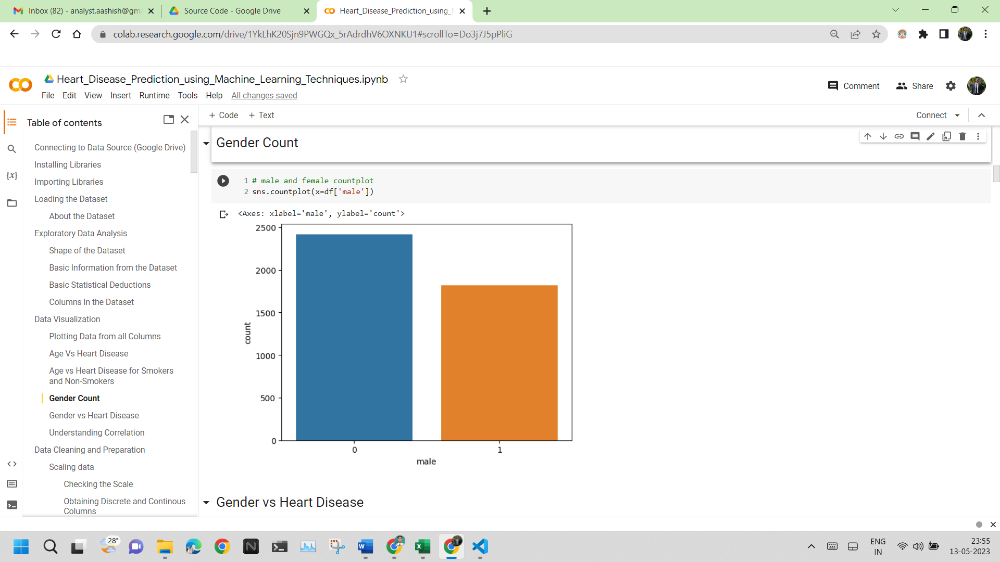 Inbox (82) - analyst.aashish@gm
Source Code - Google Drive
Heart_Disease_Prediction_using_
colab.research.google.com/drive/1YkLhK20Sjn9PWGQx_5rAdrdhV6OXNKU1#scrollTo=Do3j7J5pPliG
Heart_Disease_Prediction_using_Machine_Learning_Techniques.ipynb
File Edit View Insert Runtime Tools Help All changes saved
Comment Share
Table of contents
Connecting to Data Source (Google Drive)
Installing Libraries
Importing Libraries
Loading the Dataset
About the Dataset
Exploratory Data Analysis
Shape of the Dataset
Basic Information from the Dataset
Basic Statistical Deductions
Columns in the Dataset
Data Visualization
Plotting Data from all Columns
Age Vs Heart Disease
Age vs Heart Disease for Smokers
and Non-Smokers
Gender Count
Gender vs Heart Disease
Understanding Correlation
Data Cleaning and Preparation
Scaling data
Checking the Scale
Obtaining Discrete and Continous
Columns
+ Code + Text
Connect
Gender Count
1 # male and female countplot
2 sns.countplot(x=df['male'])
<Axes: xlabel='male', ylabel='count'>
2500
2000
1500
1000
500
0
count
0 1
male
Gender vs Heart Disease
28°
ENG
IN
23:55
13-05-2023